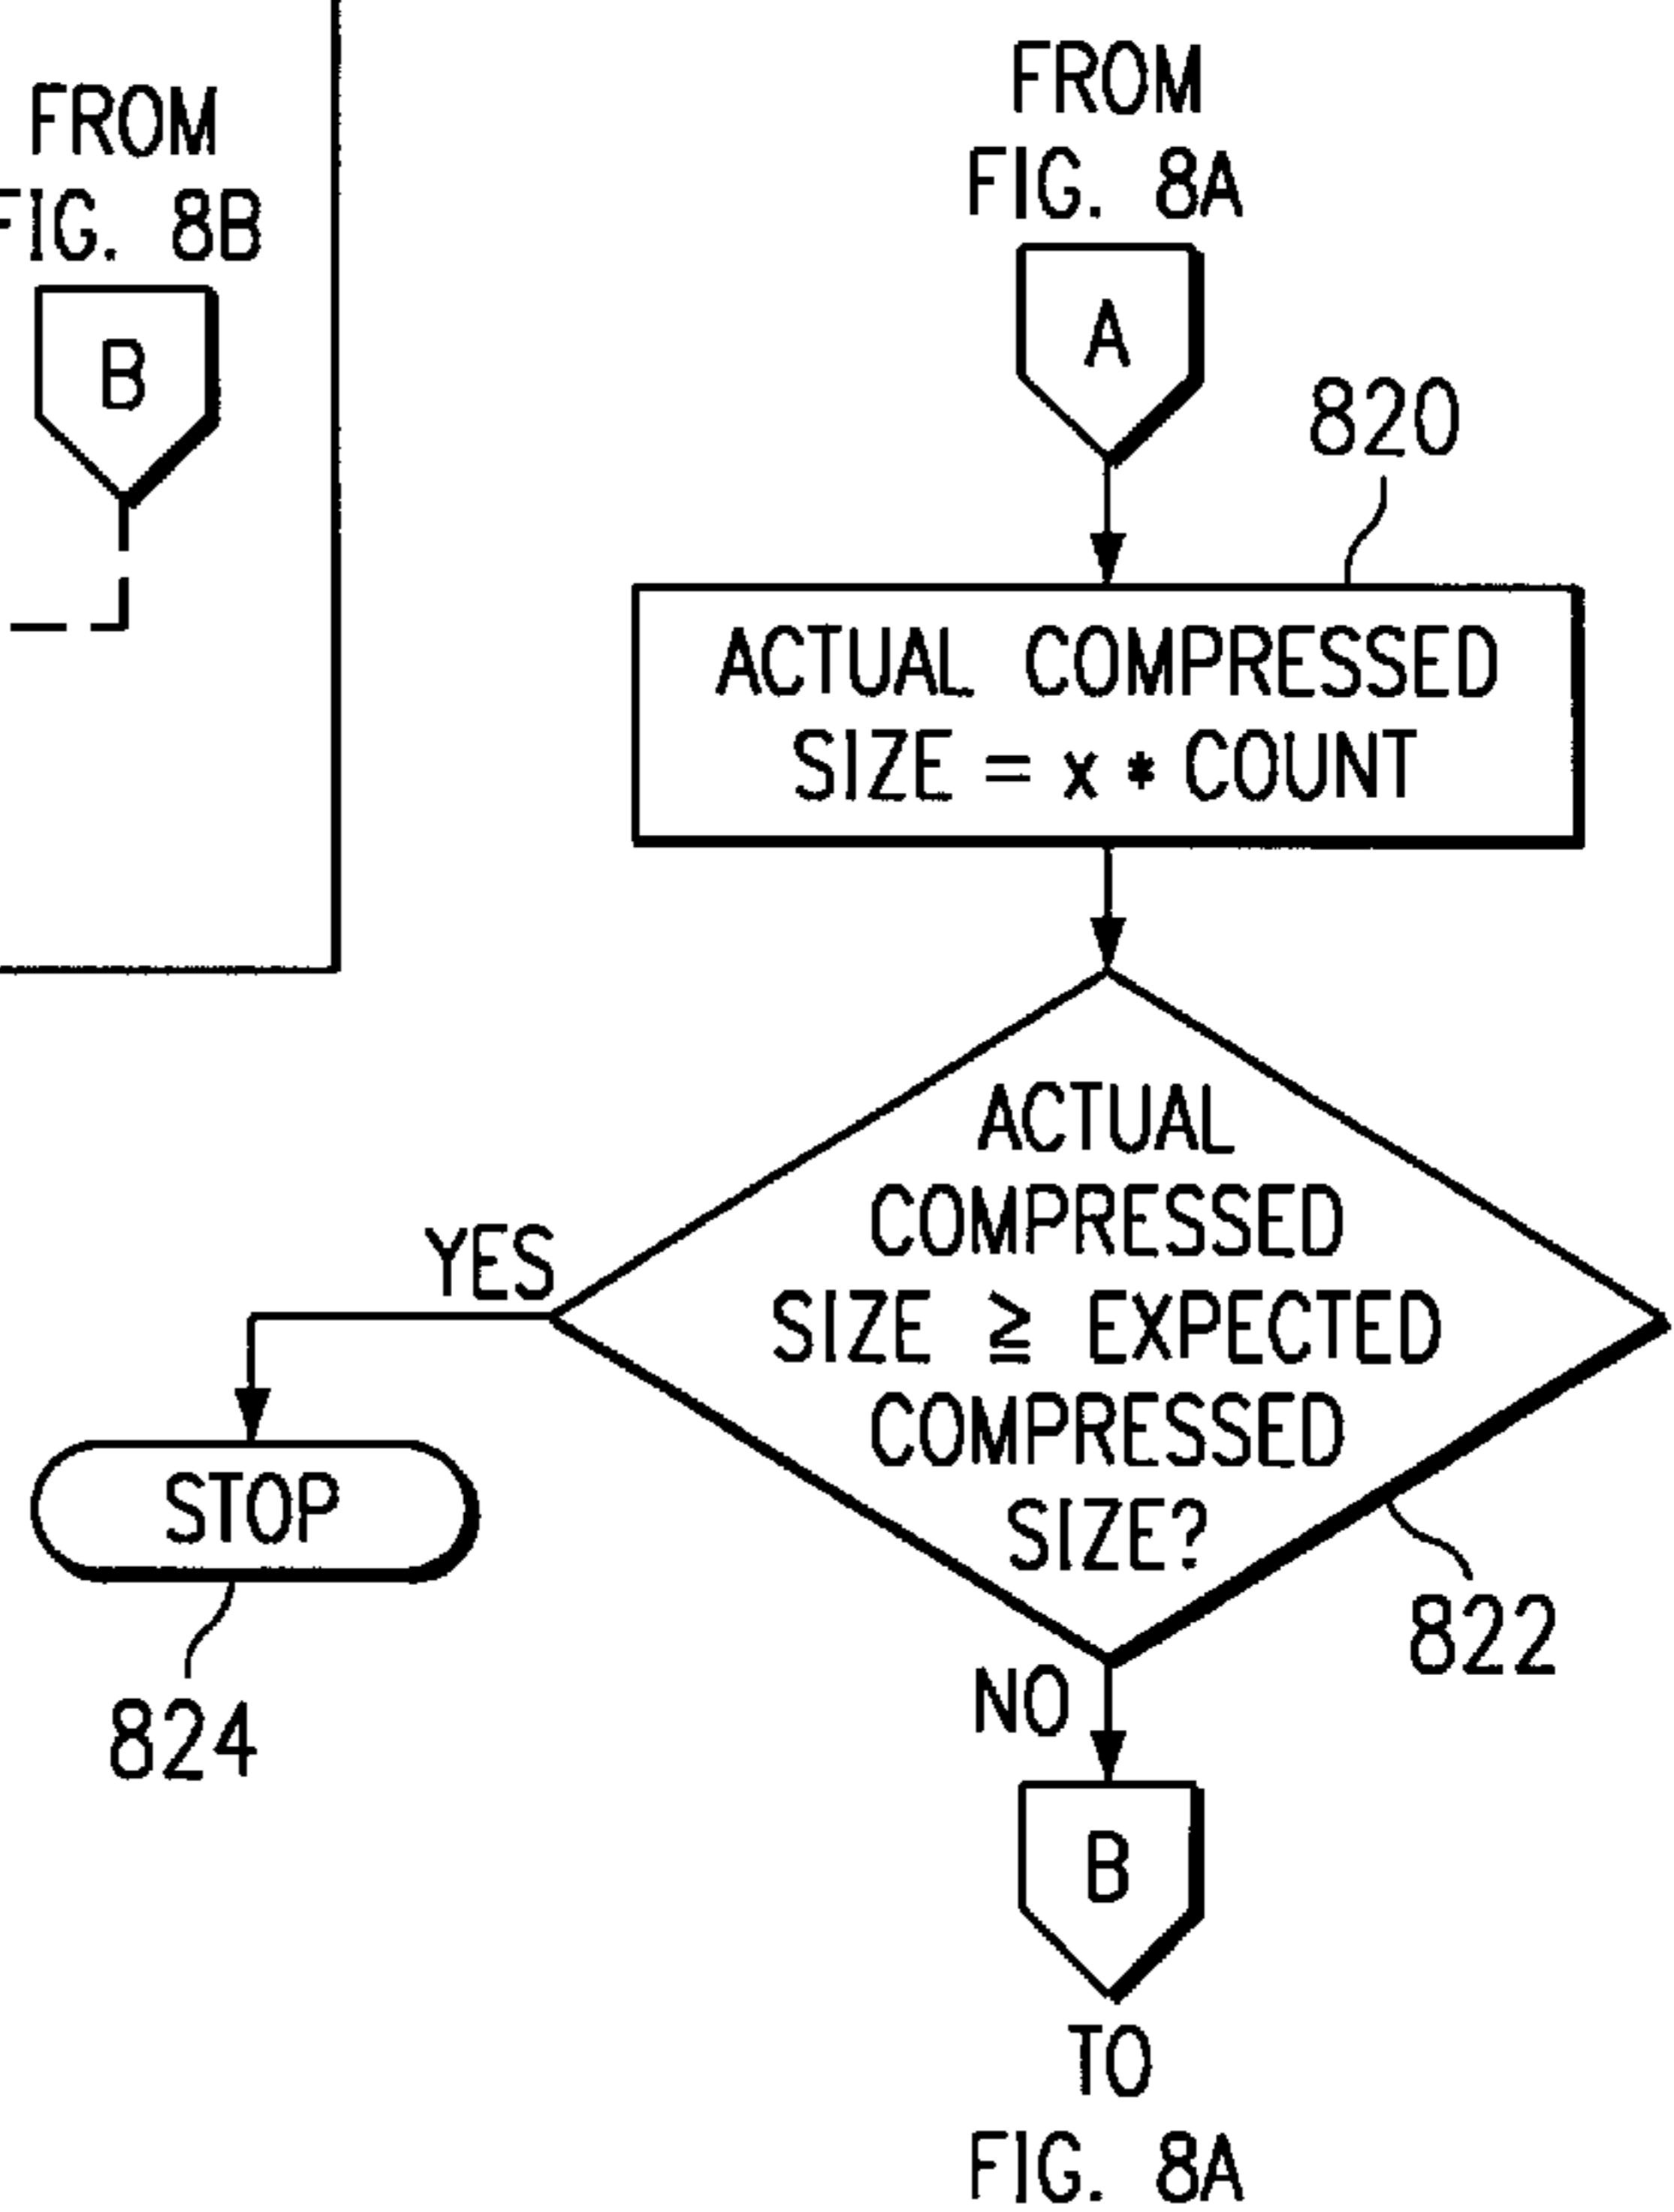 FROM
FIG. 8B
B
FROM
FIG. 8A
A
820
ACTUAL COMPRESSED
SIZE = x * COUNT
ACTUAL
COMPRESSED
SIZE ≧ EXPECTED
COMPRESSED
SIZE?
YES
STOP
824
822
NO
B
TO
FIG. 8A